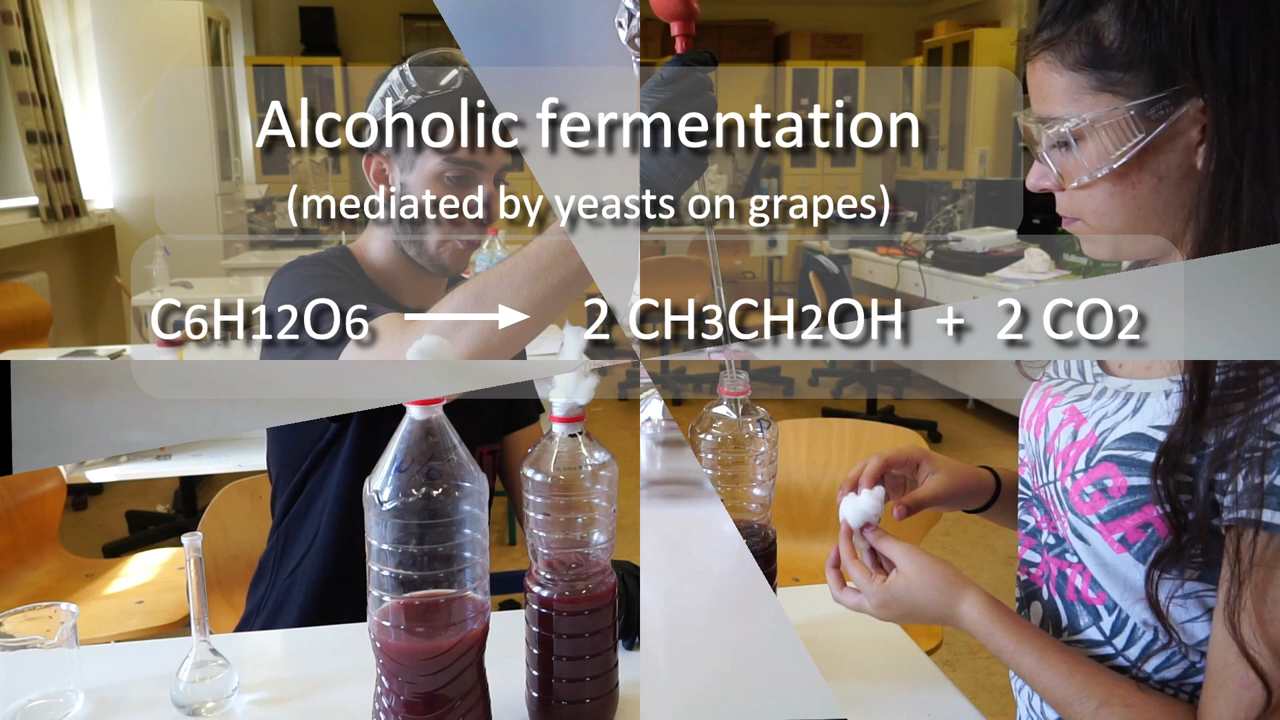 Alcoholic fermentation
(mediated by yeasts on grapes)
C6H12O6 → 2 CH3CH2OH + 2 CO2